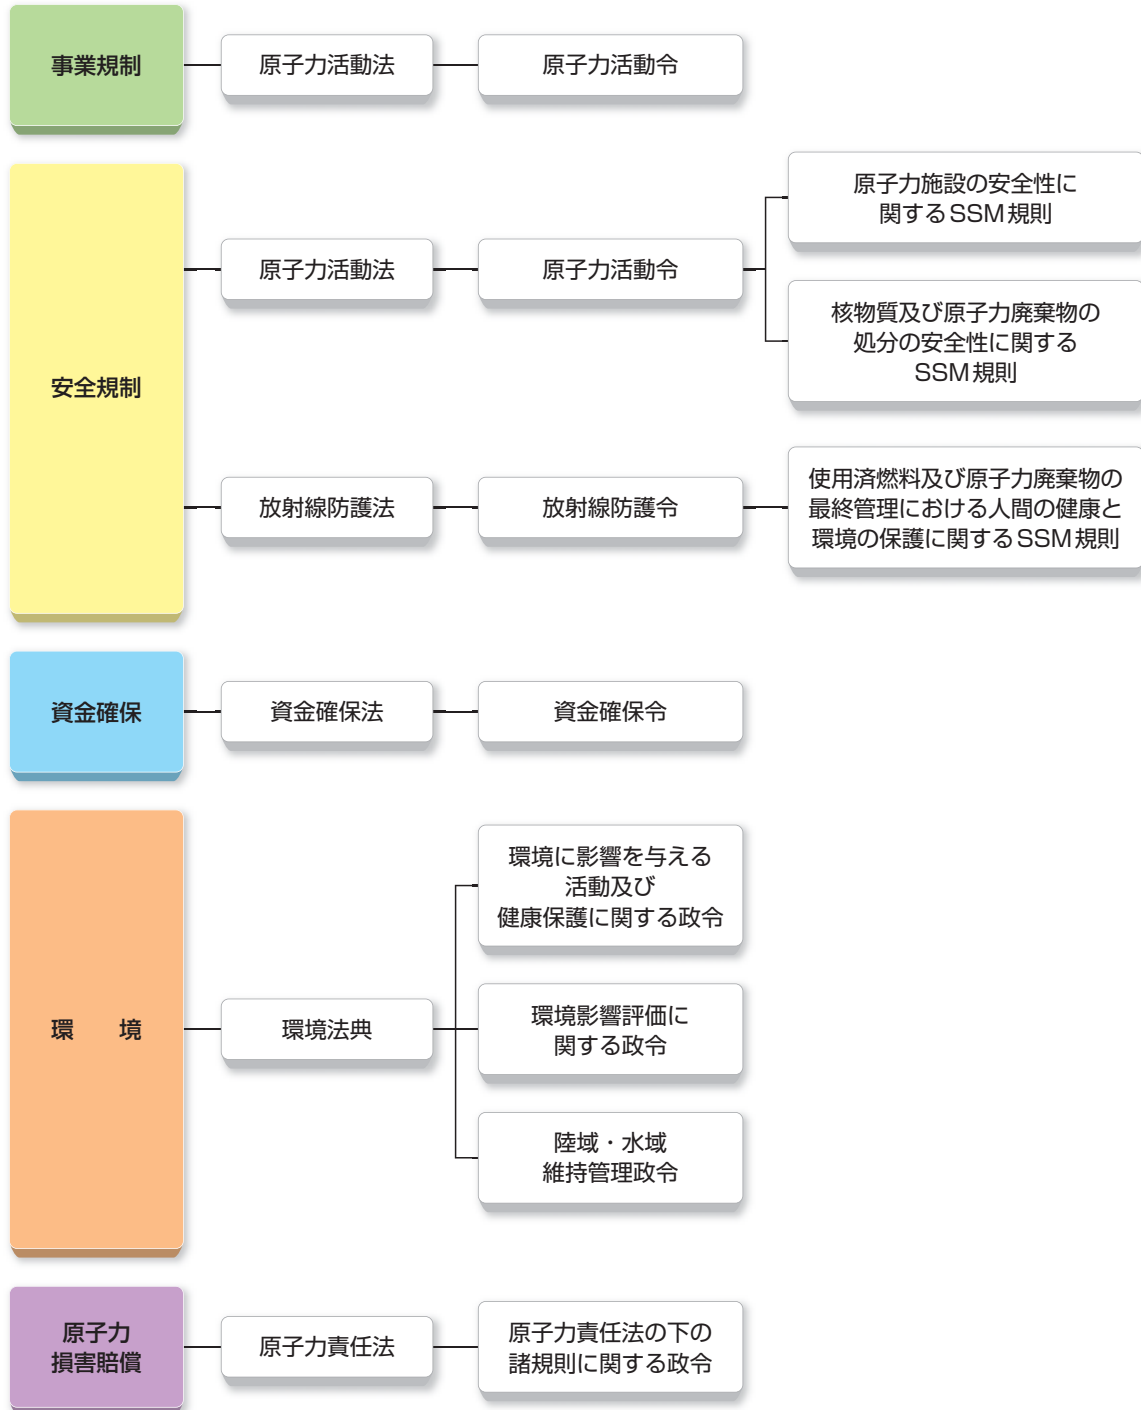 事業規制
原子力活動法
原子力活動令
安全規制
原子力活動法
原子力活動令
原子力施設の安全性に
関するSSM規則
核物質及び原子力廃棄物の
処分の安全性に関する
SSM規則
放射線防護法
放射線防護令
使用済燃料及び原子力廃棄物の
最終管理における人間の健康と
環境の保護に関するSSM規則
資金確保
資金確保法
資金確保令
環　　境
環境法典
環境に影響を与える
活動及び
健康保護に関する政令
環境影響評価に
関する政令
陸域・水域
維持管理政令
原子力
損害賠償
原子力責任法
原子力責任法の下の
諸規則に関する政令